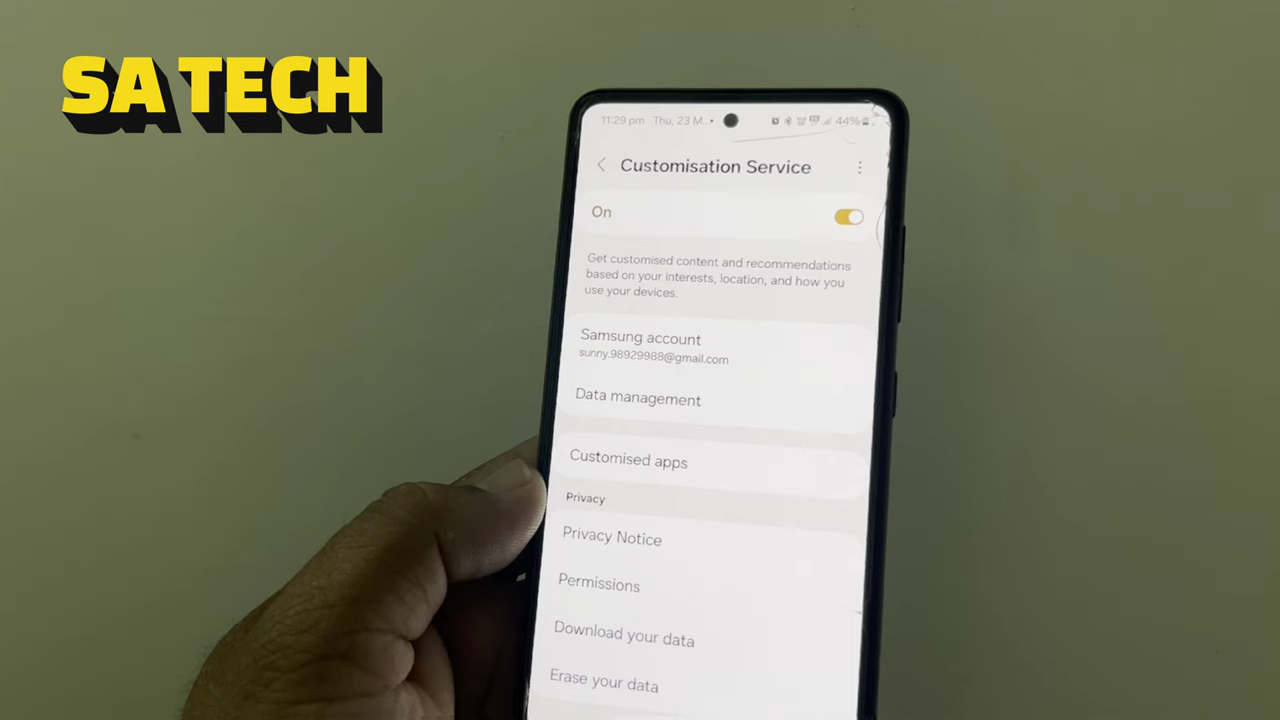 SA TECH
11:29 pm Thu, 23 M.. • 44%
Customisation Service
On
Get customised content and recommendations
based on your interests, location, and how you
use your devices.
Samsung account
sunny.98929988@gmail.com
Data management
Customised apps
Privacy
Privacy Notice
Permissions
Download your data
Erase your data